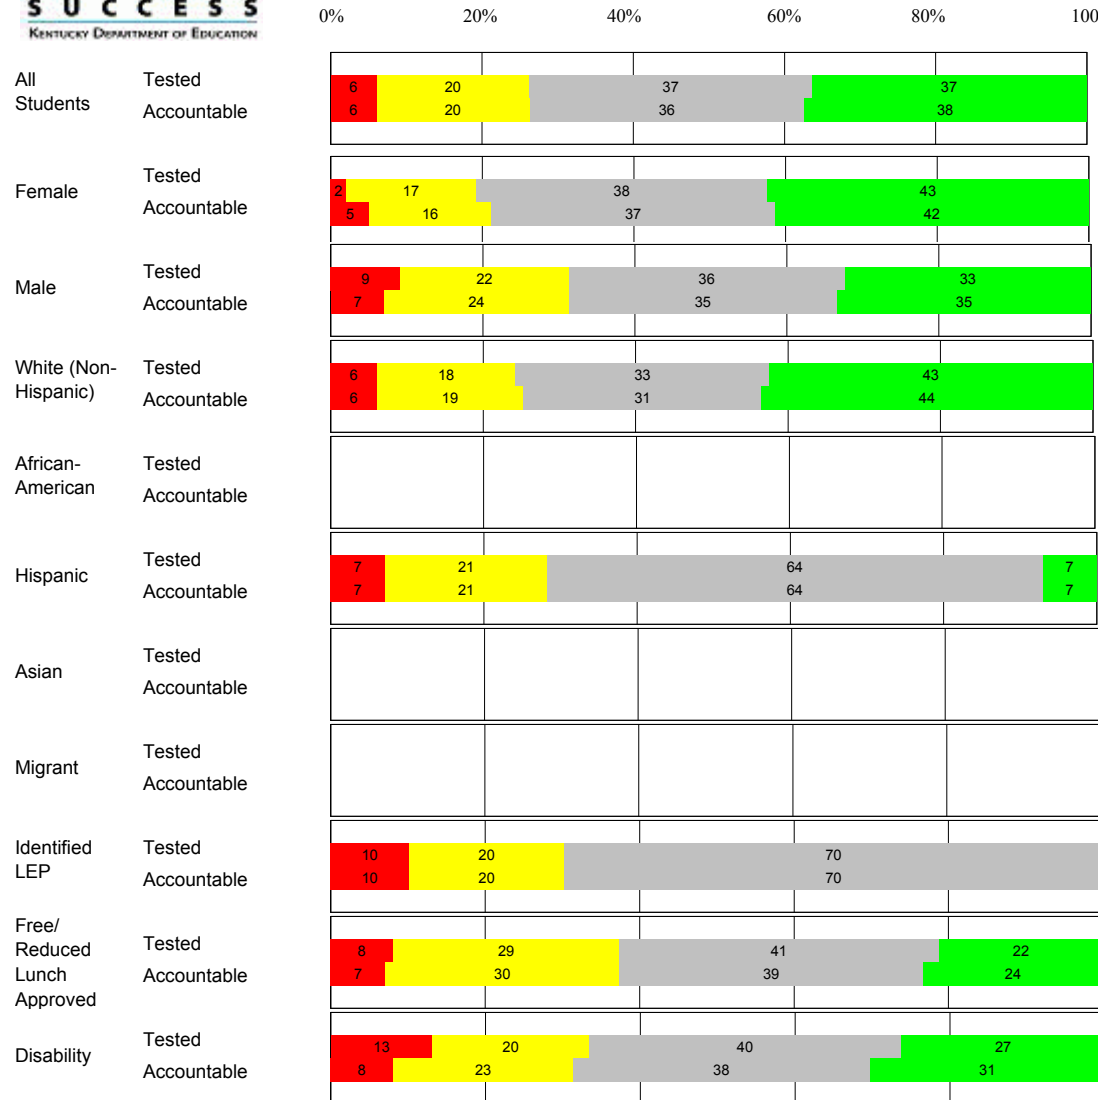 SUCCESS
KENTUCKY DEPARTMENT OF EDUCATION
0% 20% 40% 60% 80% 100
All Students
Tested 6 20 37 37
Accountable 6 20 36 38
Female
Tested 2 17 38 43
Accountable 5 16 37 42
Male
Tested 9 22 36 33
Accountable 7 24 35 35
White (Non-
Hispanic)
Tested 6 18 33 43
Accountable 6 19 31 44
African-
American
Tested
Accountable
Hispanic
Tested 7 21 64 7
Accountable 7 21 64 7
Asian
Tested
Accountable
Migrant
Tested
Accountable
Identified
LEP
Tested 10 20 70
Accountable 10 20 70
Free/
Reduced
Lunch
Approved
Tested 8 29 41 22
Accountable 7 30 39 24
Disability
Tested 13 20 40 27
Accountable 8 23 38 31